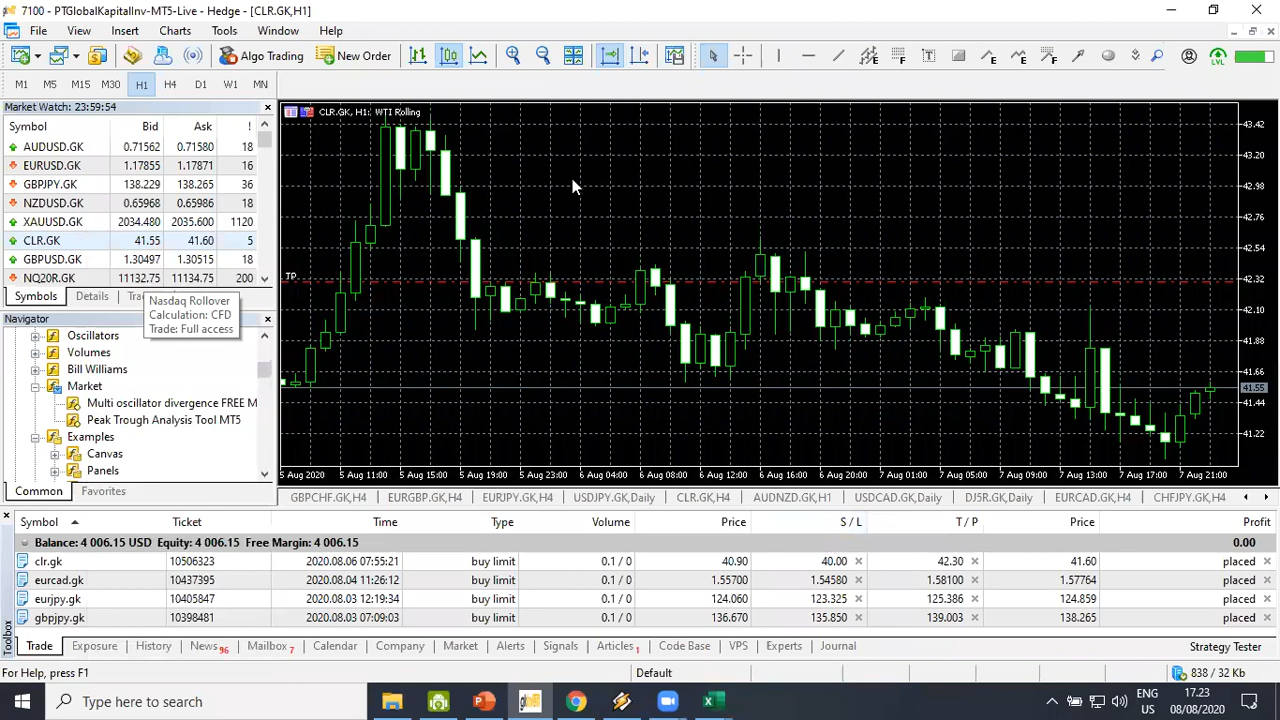 7100 - PTGlobalKapitalInv-MT5-Live - Hedge - [CLR.GK,H1]
File View Insert Charts Tools Window Help
Algo Trading New Order LVL
M1 M5 M15 M30 H1 H4 D1 W1 MN
Market Watch: 23:59:54
Symbol Bid Ask !
AUDUSD.GK 0.71562 0.71580 18
EURUSD.GK 1.17855 1.17871 16
GBPJPY.GK 138.229 138.265 36
NZDUSD.GK 0.65968 0.65986 18
XAUUSD.GK 2034.480 2035.600 1120
CLR.GK 41.55 41.60 5
GBPUSD.GK 1.30497 1.30515 18
NQ20R.GK 11132.75 11134.75 200
Symbols Details Tra
Nasdaq Rollover
Calculation: CFD
Trade: Full access
Navigator
Oscillators
Volumes
Bill Williams
Market
Multi oscillator divergence FREE M
Peak Trough Analysis Tool MT5
Examples
Canvas
Panels
Common Favorites
CLR.GK, H1: WTI Rolling
TP
43.42
43.20
42.98
42.76
42.54
42.32
42.10
41.88
41.66
41.55
41.44
41.22
5 Aug 2020 5 Aug 11:00 5 Aug 15:00 5 Aug 19:00 5 Aug 23:00 6 Aug 04:00 6 Aug 08:00 6 Aug 12:00 6 Aug 16:00 6 Aug 20:00 7 Aug 01:00 7 Aug 05:00 7 Aug 09:00 7 Aug 13:00 7 Aug 17:00 7 Aug 21:00
GBPCHF.GK,H4 EURGBP.GK,H4 EURJPY.GK,H4 USDJPY.GK,Daily CLR.GK,H4 AUDNZD.GK,H1 USDCAD.GK,Daily DJ5R.GK,Daily EURCAD.GK,H4 CHFJPY.GK,H4
Symbol Ticket Time Type Volume Price S / L T / P Price Profit
Balance: 4 006.15 USD Equity: 4 006.15 Free Margin: 4 006.15 0.00
clr.gk 10506323 2020.08.06 07:55:21 buy limit 0.1 / 0 40.90 40.00 42.30 41.60 placed
eurcad.gk 10437395 2020.08.04 11:26:12 buy limit 0.1 / 0 1.55700 1.54580 1.58100 1.57764 placed
eurjpy.gk 10405847 2020.08.03 12:19:34 buy limit 0.1 / 0 124.060 123.325 125.386 124.859 placed
gbpjpy.gk 10398481 2020.08.03 07:09:03 buy limit 0.1 / 0 136.670 135.850 139.003 138.265 placed
Toolbox
Trade Exposure History News 96 Mailbox 7 Calendar Company Market Alerts Signals Articles 1 Code Base VPS Experts Journal Strategy Tester
For Help, press F1 Default 838 / 32 Kb
Type here to search
ENG
US
17.23
08/08/2020